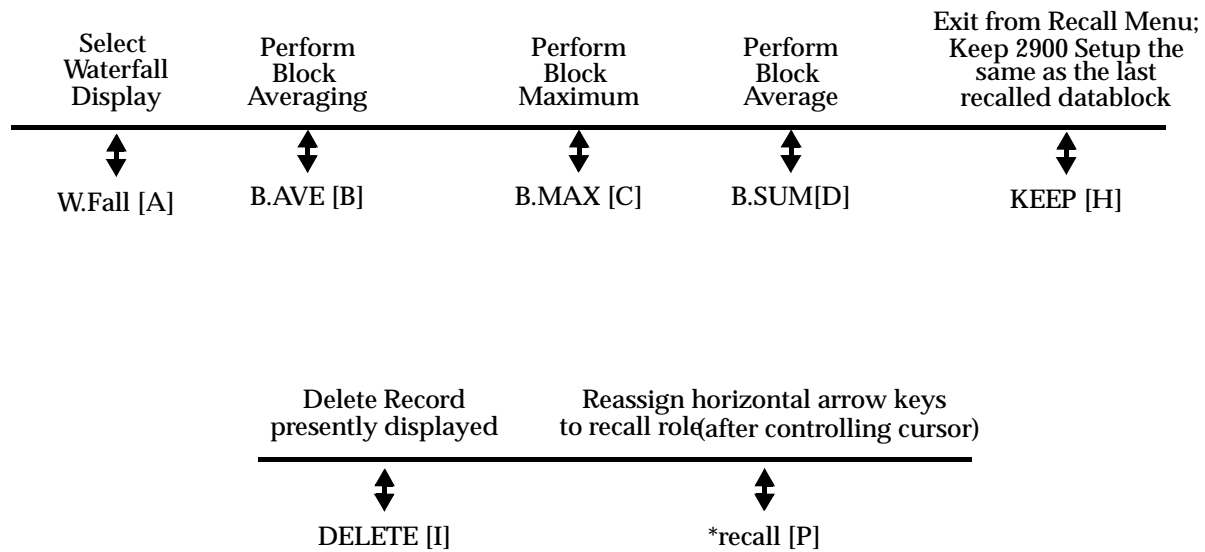 Select
Waterfall
Display
Perform
Block
Averaging
Perform
Block
Maximum
Perform
Block
Average
Exit from Recall Menu;
Keep 2900 Setup the
same as the last
recalled datablock
W.Fall [A]
B.AVE [B]
B.MAX [C]
B.SUM[D]
KEEP [H]
Delete Record
presently displayed
Reassign horizontal arrow keys
to recall role(after controlling cursor)
DELETE [I]
*recall [P]